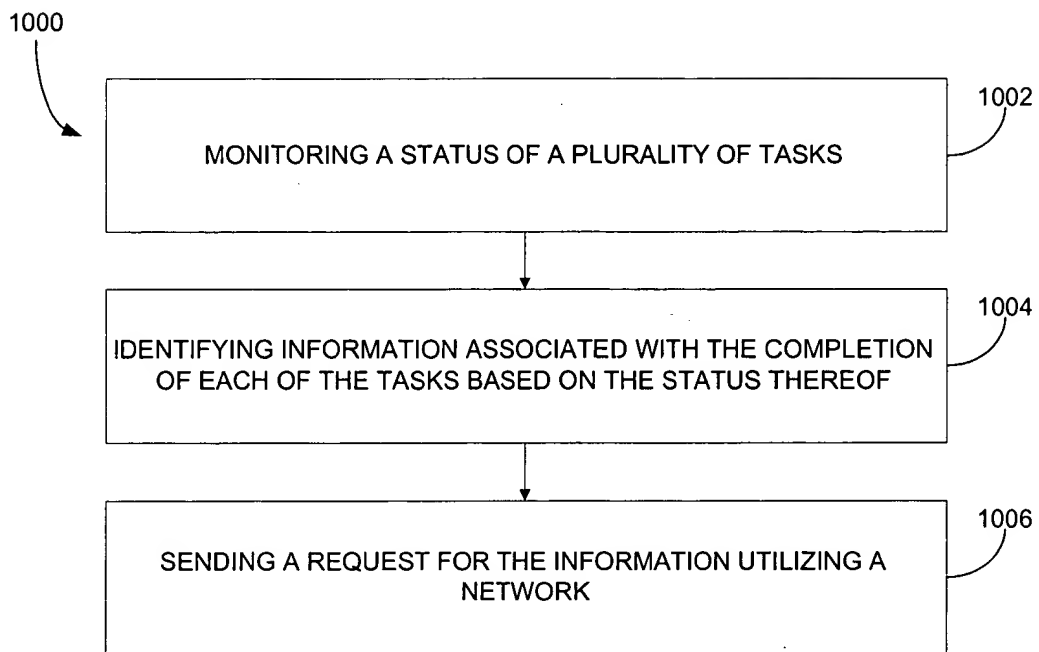 1000
1002
MONITORING A STATUS OF A PLURALITY OF TASKS
1004
IDENTIFYING INFORMATION ASSOCIATED WITH THE COMPLETION
OF EACH OF THE TASKS BASED ON THE STATUS THEREOF
1006
SENDING A REQUEST FOR THE INFORMATION UTILIZING A
NETWORK